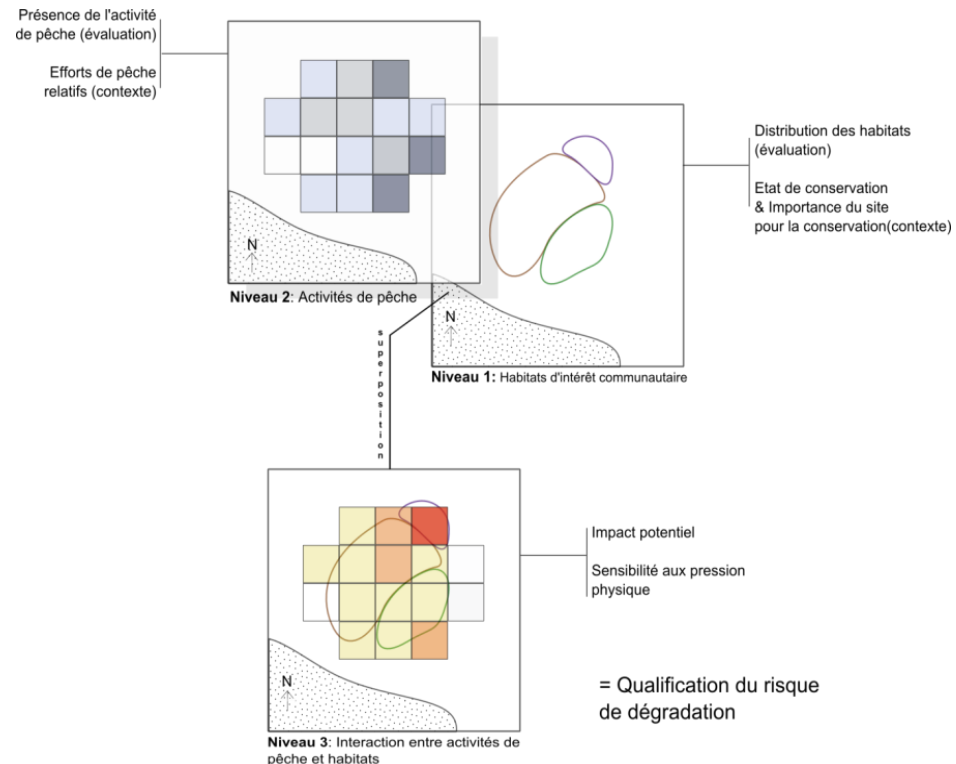 Présence de l'activité
de pêche (évaluation)
Efforts de pêche
relatifs (contexte)
N
Niveau 2: Activités de pêche
Distribution des habitats
(évaluation)
Etat de conservation
& Importance du site
pour la conservation(contexte)
N
Niveau 1: Habitats d'intérêt communautaire
superposition
Impact potentiel
Sensibilité aux pression
physique
N
= Qualification du risque
de dégradation
Niveau 3: Interaction entre activités de
pêche et habitats